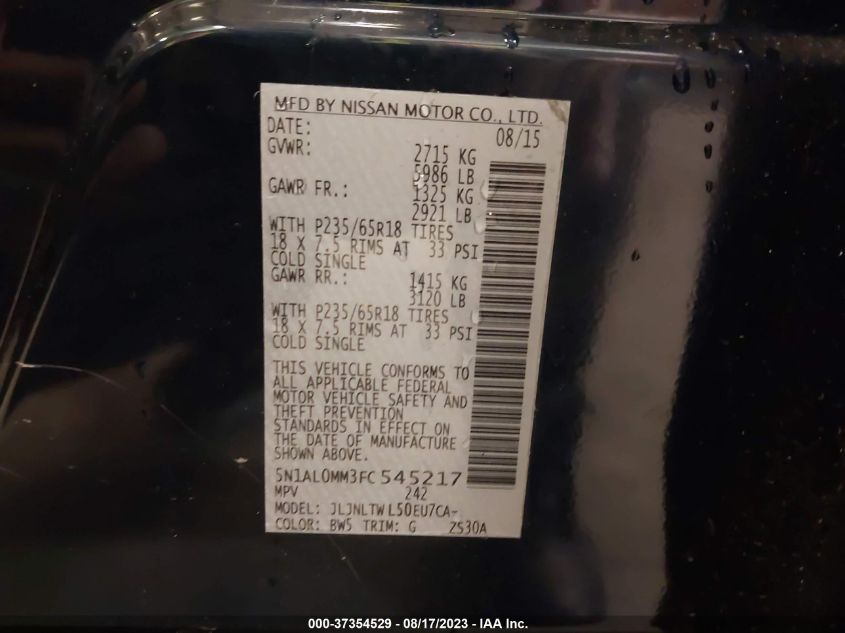 MFD BY NISSAN MOTOR CO., LTD.
DATE: 08/15
GVWR: 2715 KG
5986 LB
GAWR FR.: 1325 KG
2921 LB
WITH P235/65R18 TIRES
18 X 7.5 RIMS AT 33 PSI
COLD SINGLE
GAWR RR.: 1415 KG
3120 LB
WITH P235/65R18 TIRES
18 X 7.5 RIMS AT 33 PSI
COLD SINGLE
THIS VEHICLE CONFORMS TO
ALL APPLICABLE FEDERAL
MOTOR VEHICLE SAFETY AND
THEFT PREVENTION
STANDARDS IN EFFECT ON
THE DATE OF MANUFACTURE
SHOWN ABOVE.
5N1AL0MM3FC545217
MPV 242
MODEL: JLJNLTWL50EU7CA-
COLOR: BW5 TRIM: G ZS30A
000-37354529 - 08/17/2023 - IAA Inc.